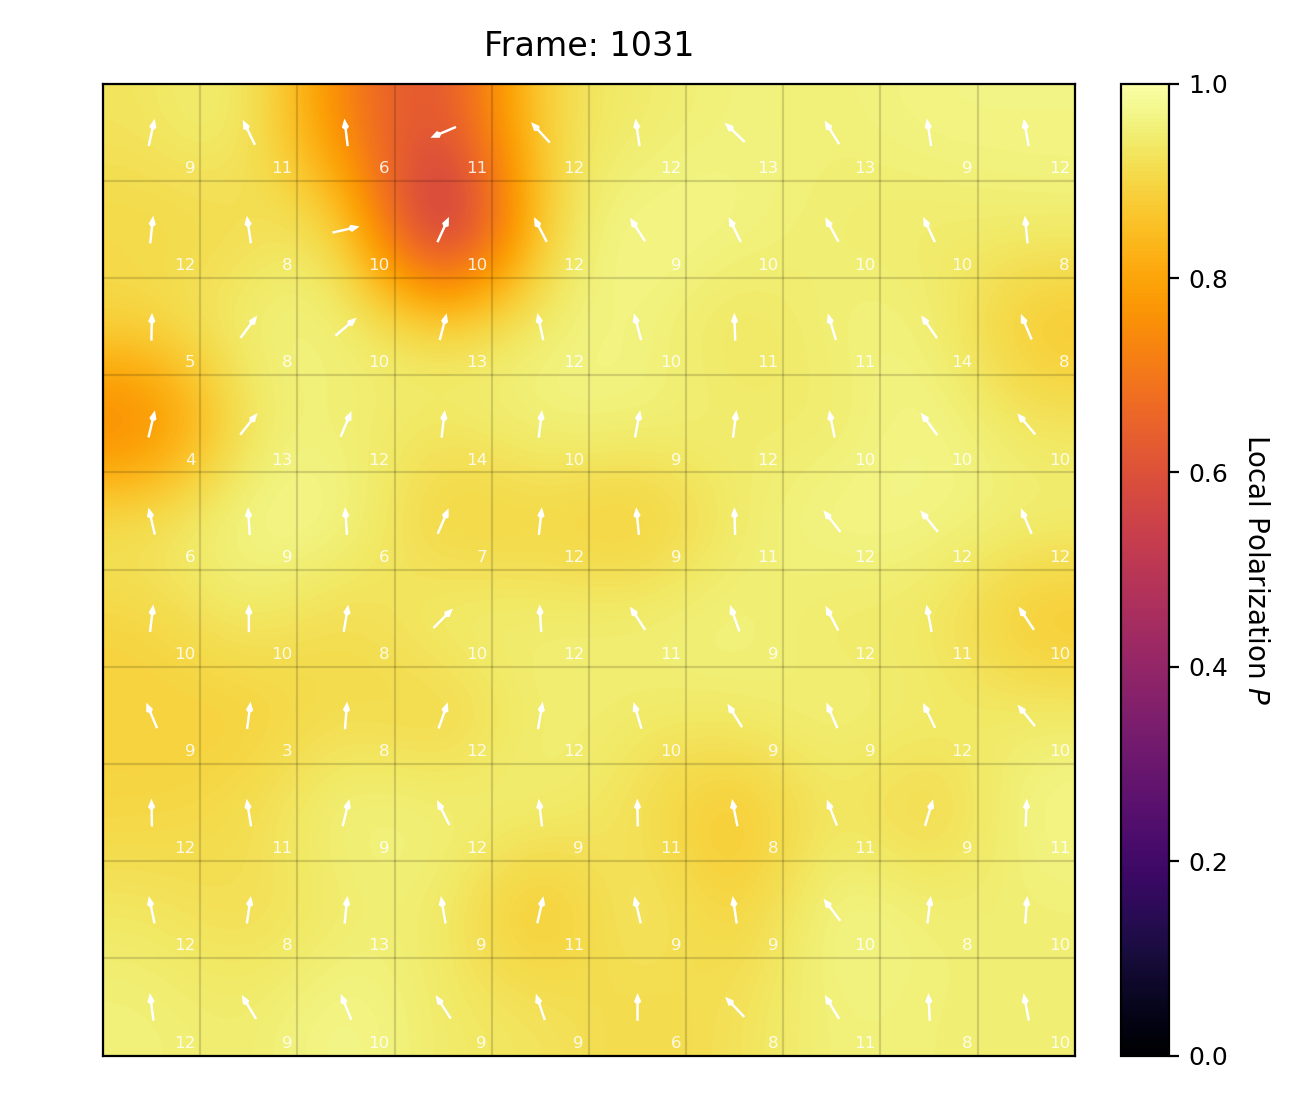 Frame: 1031
9 11 6 11 12 12 13 13 9 12
12 8 10 10 12 9 10 10 10 8
5 8 10 13 12 10 11 11 14 8
4 13 12 14 10 9 12 10 10 10
6 9 6 7 12 9 11 12 12 12
10 10 8 10 12 11 9 12 11 10
9 3 8 12 12 10 9 9 12 10
12 11 9 12 9 11 8 11 9 11
12 8 13 9 11 9 9 10 8 10
12 9 10 9 9 6 8 11 8 10
1.0
0.8
0.6
0.4
0.2
0.0
Local Polarization P